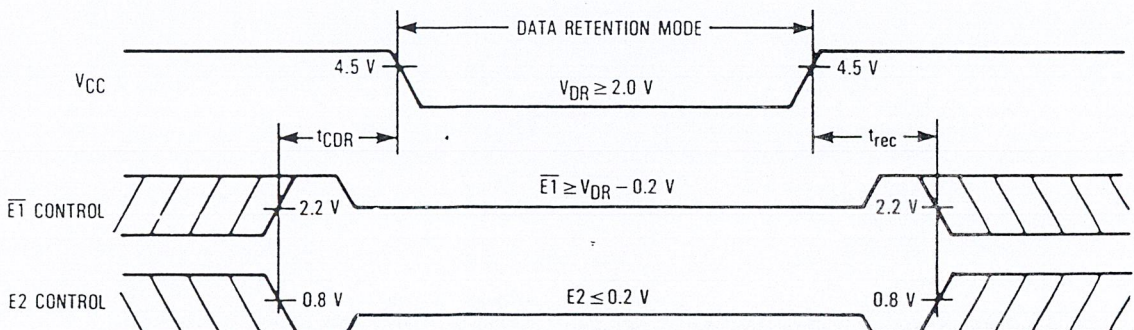 DATA RETENTION MODE
4.5 V
4.5 V
VCC
VDR ≥ 2.0 V
tCDR
trec
E1 ≥ VDR – 0.2 V
E1 CONTROL
2.2 V
2.2 V
E2 CONTROL
0.8 V
E2 ≤ 0.2 V
0.8 V